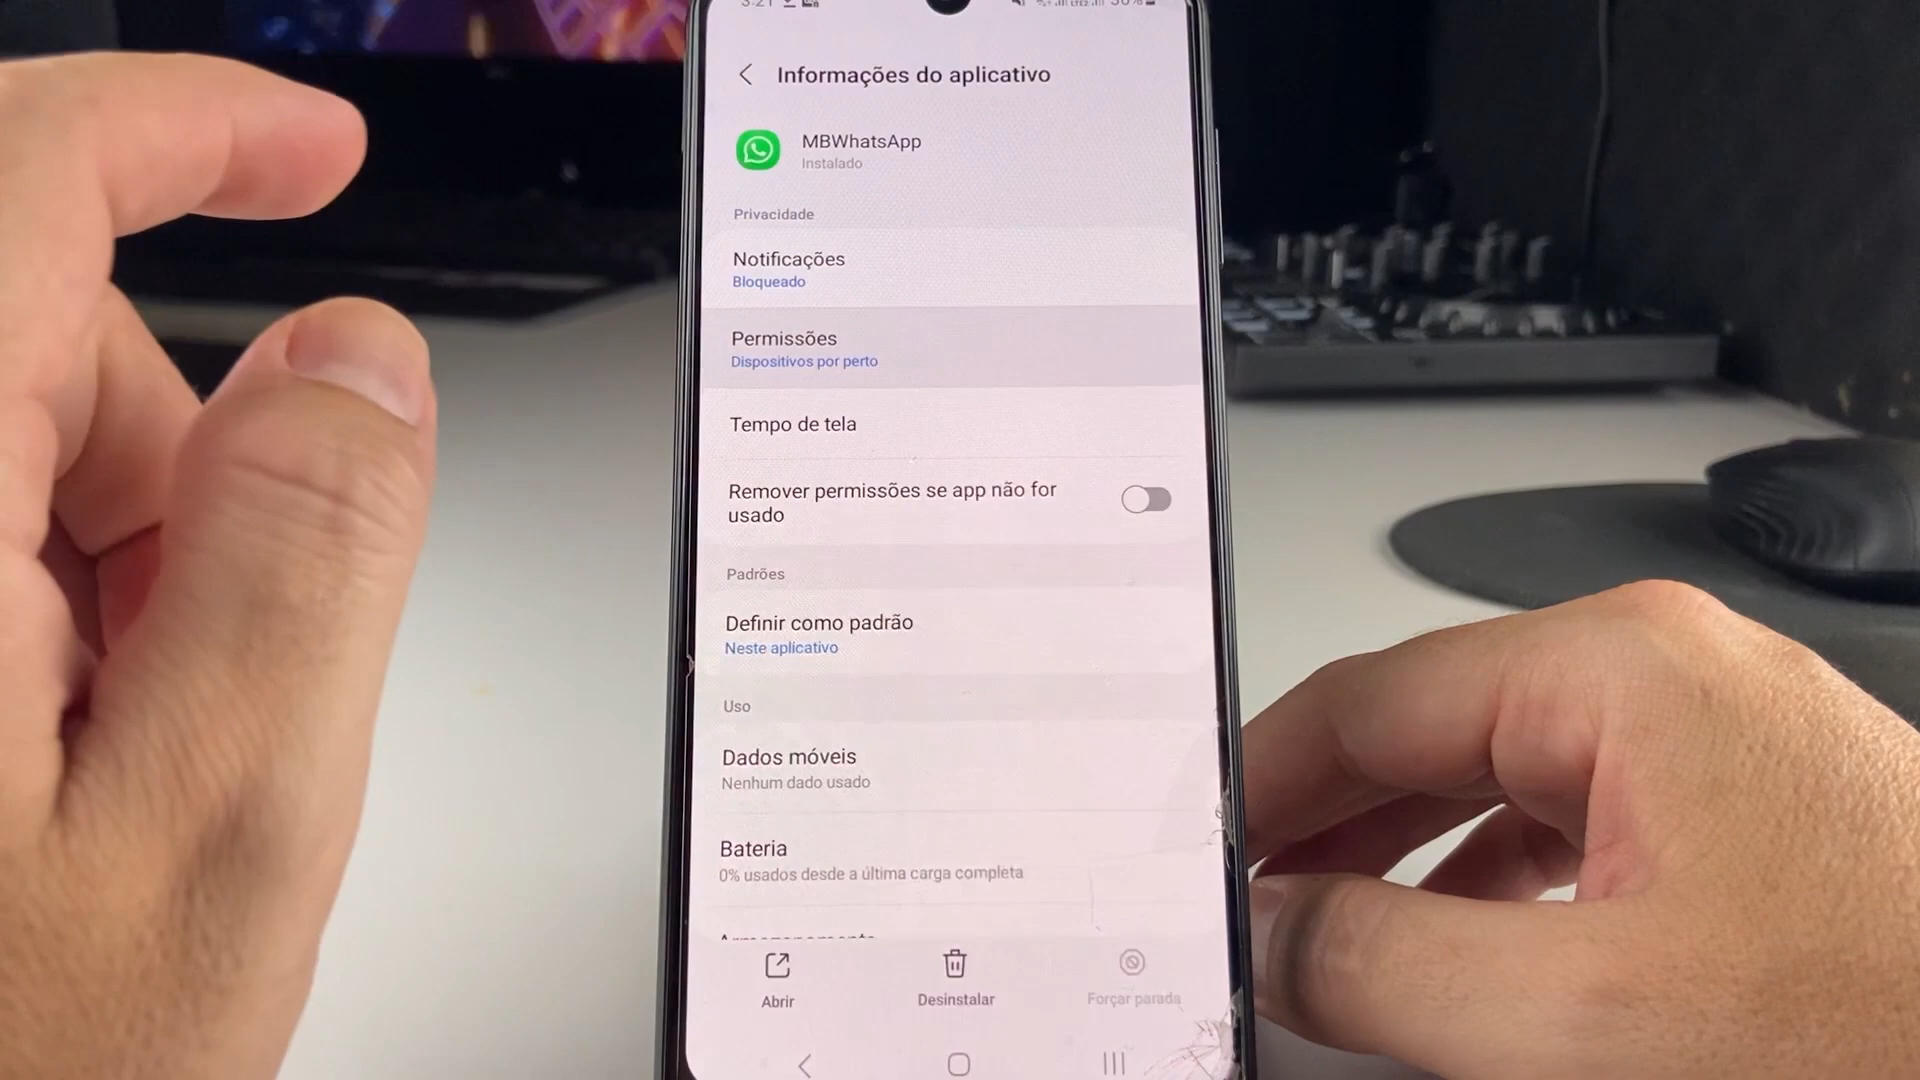 Informações do aplicativo
MBWhatsApp
Instalado
Privacidade
Notificações
Bloqueado
Permissões
Dispositivos por perto
Tempo de tela
Remover permissões se app não for
usado
Padrões
Definir como padrão
Neste aplicativo
Uso
Dados móveis
Nenhum dado usado
Bateria
0% usados desde a última carga completa
Abrir
Desinstalar
Forçar parada